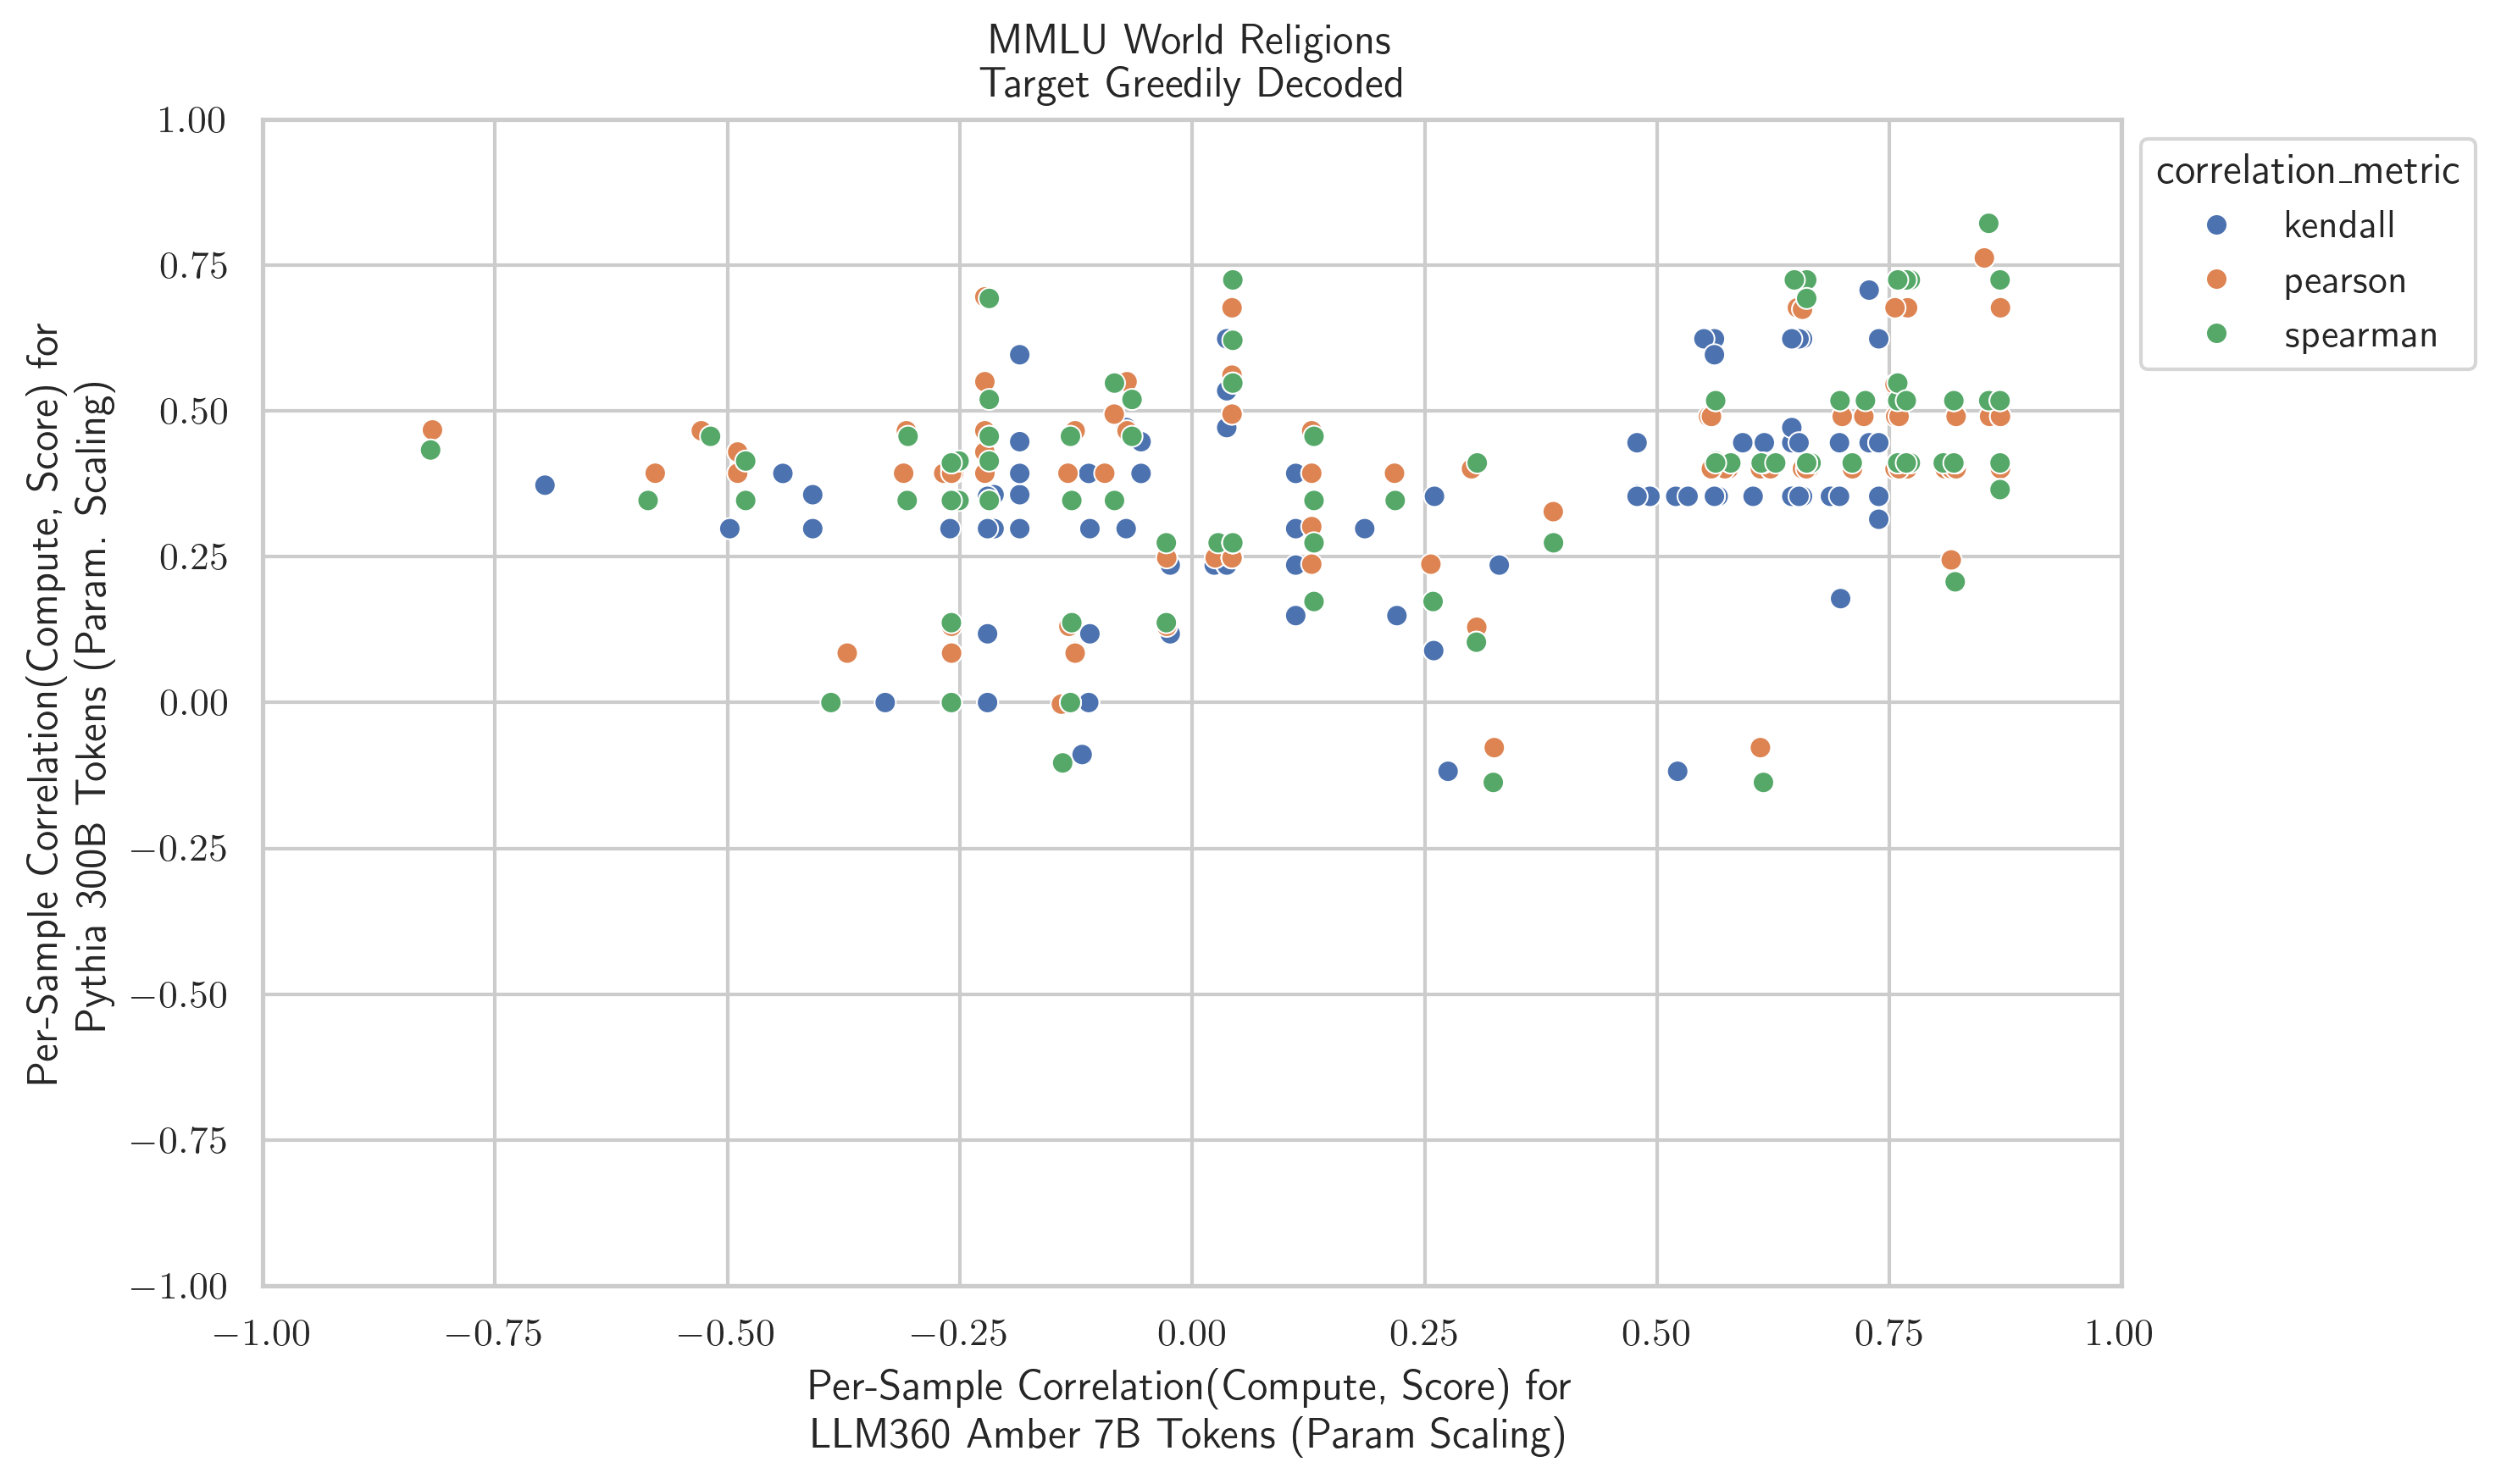 MMLU World Religions
Target Greedily Decoded
Per-Sample Correlation(Compute, Score) for
Pythia 300B Tokens (Param. Scaling)
1.00
0.75
0.50
0.25
0.00
−0.25
−0.50
−0.75
−1.00
−1.00 −0.75 −0.50 −0.25 0.00 0.25 0.50 0.75 1.00
Per-Sample Correlation(Compute, Score) for
LLM360 Amber 7B Tokens (Param Scaling)
correlation_metric
kendall
pearson
spearman